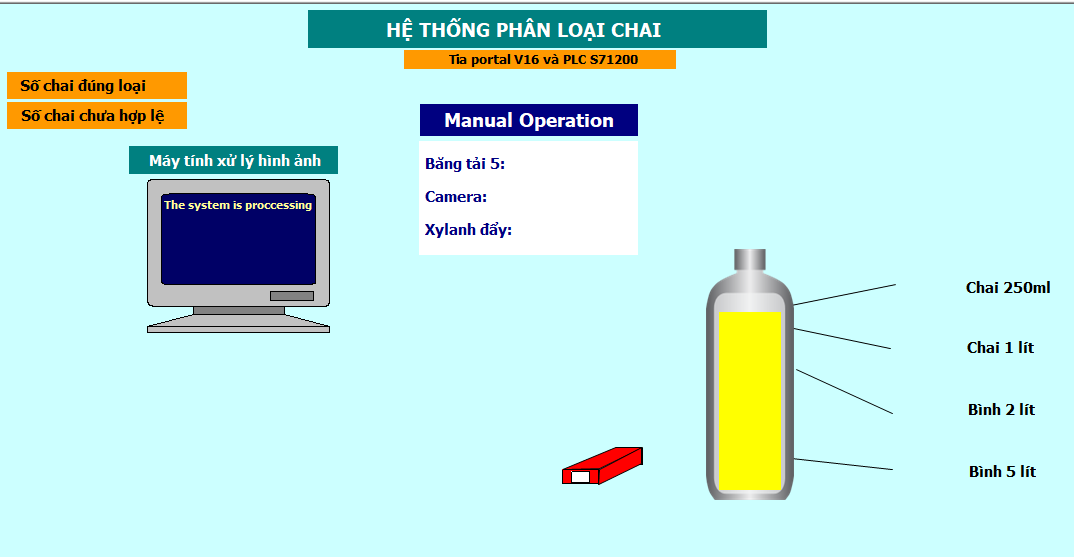 HỆ THỐNG PHÂN LOẠI CHAI
Tia portal V16 và PLC S71200
Số chai đúng loại
Số chai chưa hợp lệ
Manual Operation
Máy tính xử lý hình ảnh
The system is proccessing
Băng tải 5:
Camera:
Xylanh đẩy:
Chai 250ml
Chai 1 lít
Bình 2 lít
Bình 5 lít